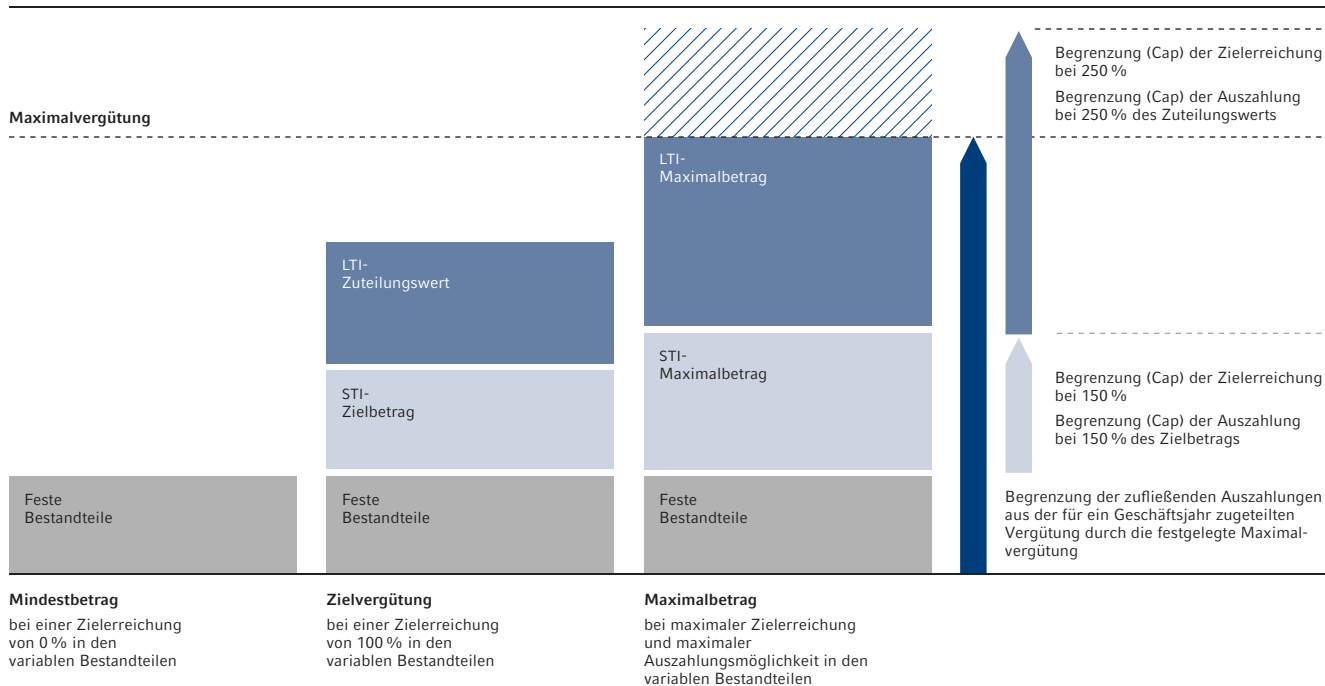 Begrenzung (Cap) der Zielerreichung
bei 250 %
Begrenzung (Cap) der Auszahlung
bei 250 % des Zuteilungswerts
Maximalvergütung
LTI-
Maximalbetrag
LTI-
Zuteilungswert
STI-
Maximalbetrag
STI-
Zielbetrag
Begrenzung (Cap) der Zielerreichung
bei 150 %
Begrenzung (Cap) der Auszahlung
bei 150 % des Zielbetrags
Feste
Bestandteile
Feste
Bestandteile
Feste
Bestandteile
Begrenzung der zufließenden Auszahlungen
aus der für ein Geschäftsjahr zugeteilten
Vergütung durch die festgelegte Maximal-
vergütung
Mindestbetrag
bei einer Zielerreichung
von 0 % in den
variablen Bestandteilen
Zielvergütung
bei einer Zielerreichung
von 100 % in den
variablen Bestandteilen
Maximalbetrag
bei maximaler Zielerreichung
und maximaler
Auszahlungsmöglichkeit in den
variablen Bestandteilen